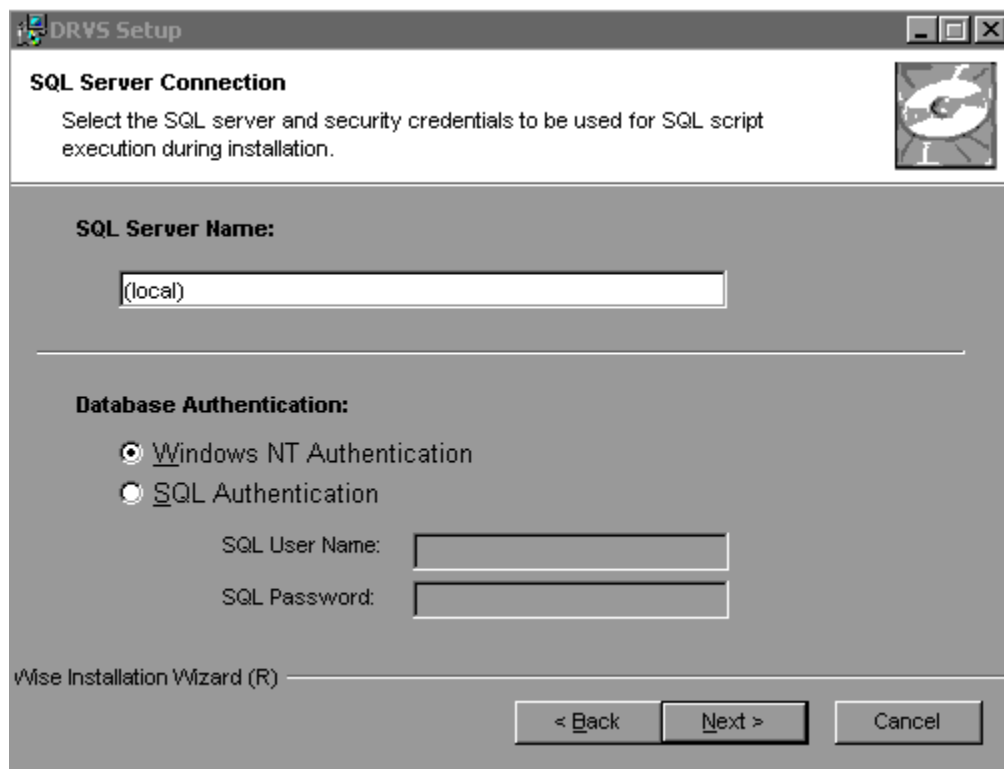 DRVS Setup
SQL Server Connection
Select the SQL server and security credentials to be used for SQL script
execution during installation.
SQL Server Name:
(local)
Database Authentication:
Windows NT Authentication
SQL Authentication
SQL User Name:
SQL Password:
Wise Installation Wizard (R)
< Back
Next >
Cancel